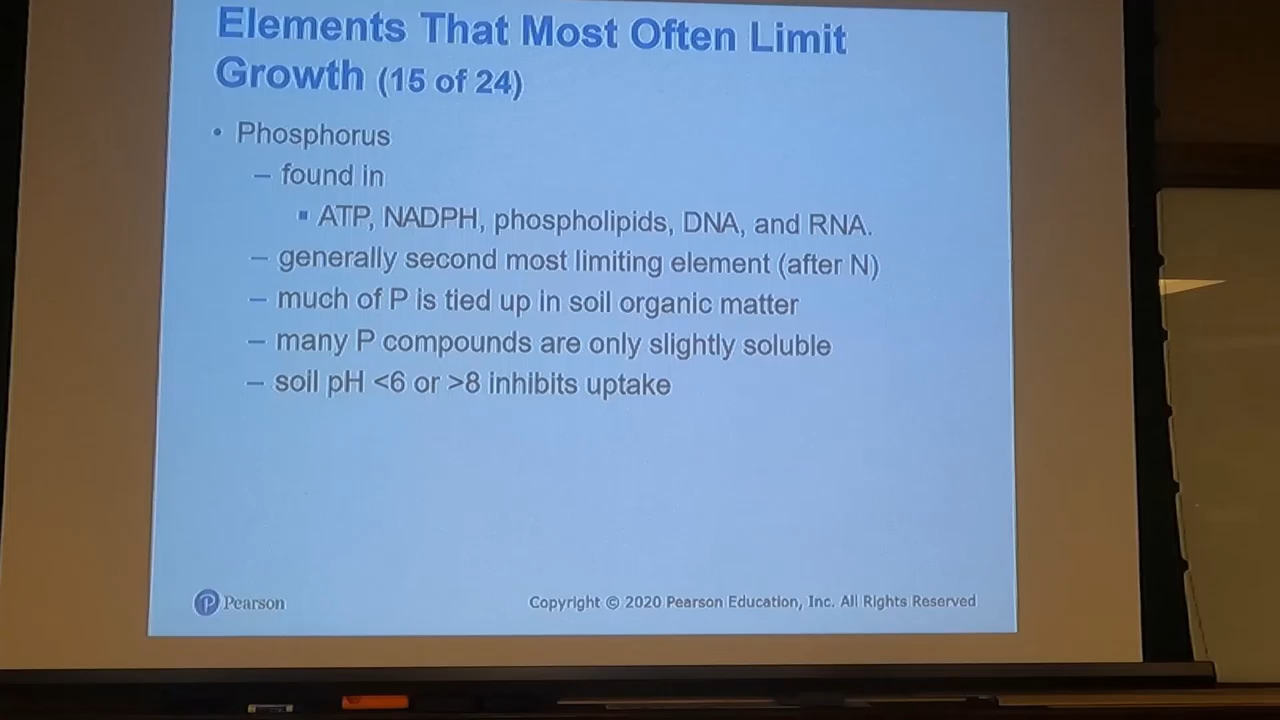 Elements That Most Often Limit
Growth (15 of 24)
• Phosphorus
– found in
▪ ATP, NADPH, phospholipids, DNA, and RNA.
– generally second most limiting element (after N)
– much of P is tied up in soil organic matter
– many P compounds are only slightly soluble
– soil pH <6 or >8 inhibits uptake
P Pearson
Copyright © 2020 Pearson Education, Inc. All Rights Reserved